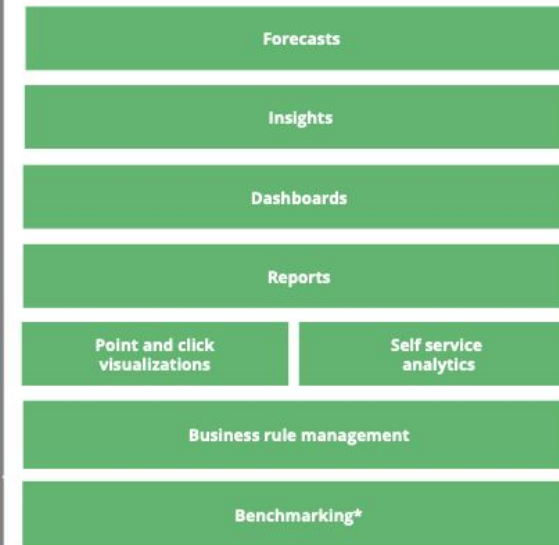 Forecasts
Insights
Dashboards
Reports
Point and click
visualizations
Self service
analytics
Business rule management
Benchmarking*